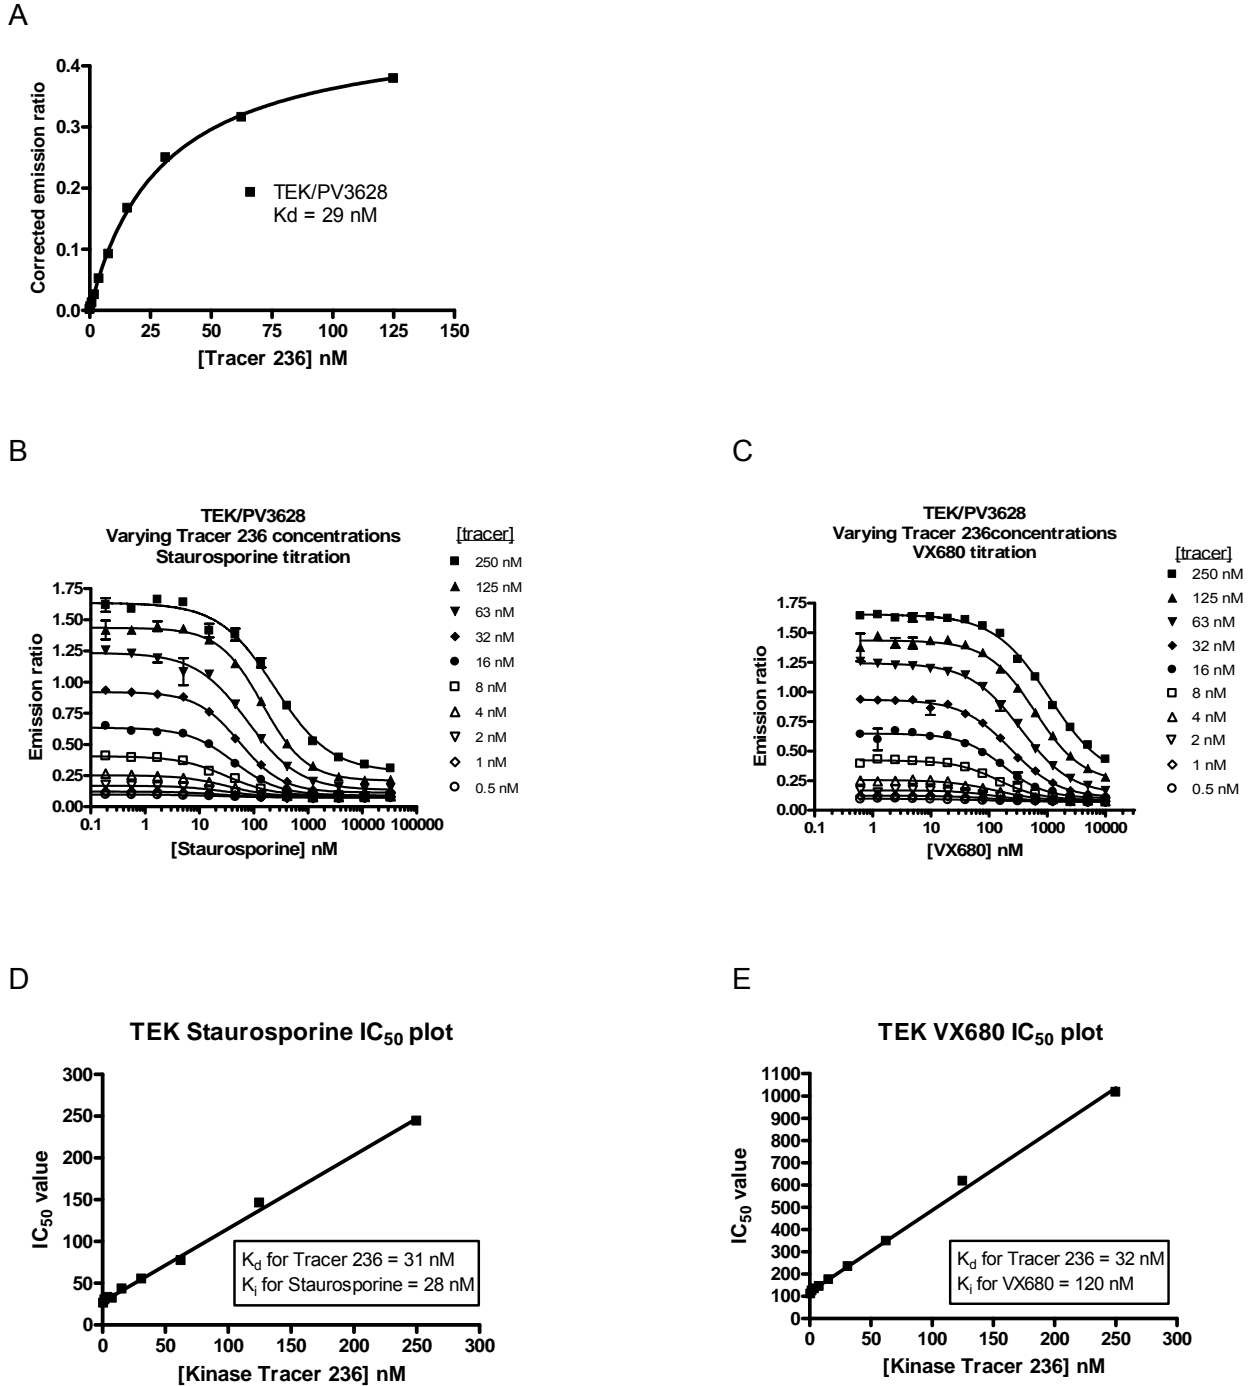 A
0.4
0.3
0.2
0.1
0.0
Corrected emission ratio
TEK/PV3628
Kd = 29 nM
0 25 50 75 100 125 150
[Tracer 236] nM
B
TEK/PV3628
Varying Tracer 236 concentrations
Staurosporine titration
[tracer]
250 nM
125 nM
63 nM
32 nM
16 nM
8 nM
4 nM
2 nM
1 nM
0.5 nM
1.75
1.50
1.25
1.00
0.75
0.50
0.25
0.00
Emission ratio
0.1 1 10 100 1000 10000 100000
[Staurosporine] nM
C
TEK/PV3628
Varying Tracer 236concentrations
VX680 titration
[tracer]
250 nM
125 nM
63 nM
32 nM
16 nM
8 nM
4 nM
2 nM
1 nM
0.5 nM
1.75
1.50
1.25
1.00
0.75
0.50
0.25
0.00
Emission ratio
0.1 1 10 100 1000 10000
[VX680] nM
D
TEK Staurosporine IC50 plot
300
250
200
150
100
50
0
IC50 value
Kd for Tracer 236 = 31 nM
Ki for Staurosporine = 28 nM
0 50 100 150 200 250 300
[Kinase Tracer 236] nM
E
TEK VX680 IC50 plot
1100
1000
900
800
700
600
500
400
300
200
100
0
IC50 value
Kd for Tracer 236 = 32 nM
Ki for VX680 = 120 nM
0 50 100 150 200 250 300
[Kinase Tracer 236] nM